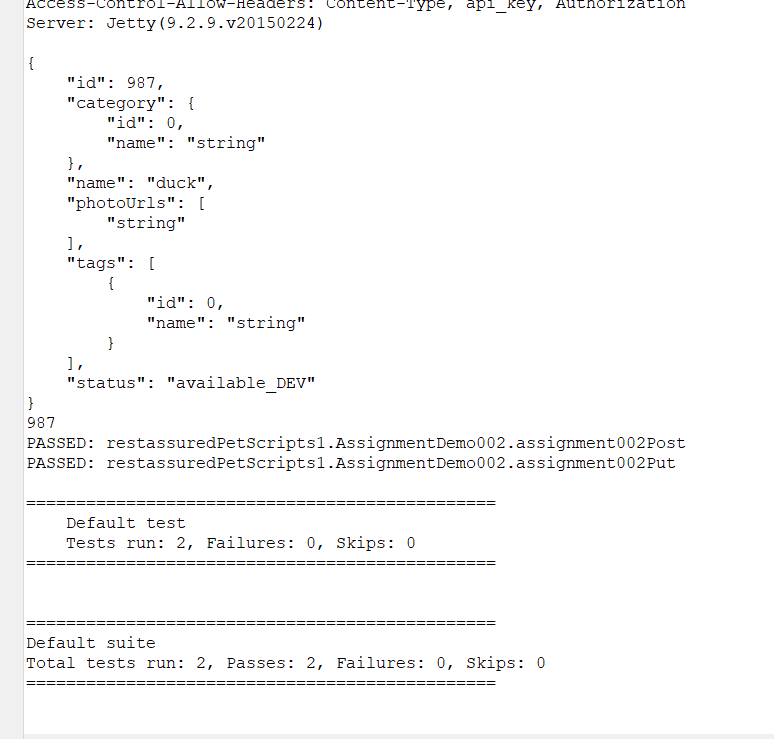 Access-Control-Allow-Headers: Content-Type, api_key, Authorization
Server: Jetty(9.2.9.v20150224)
{
    "id": 987,
    "category": {
        "id": 0,
        "name": "string"
    },
    "name": "duck",
    "photoUrls": [
        "string"
    ],
    "tags": [
        {
            "id": 0,
            "name": "string"
        }
    ],
    "status": "available_DEV"
}
987
PASSED: restassuredPetScripts1.AssignmentDemo002.assignment002Post
PASSED: restassuredPetScripts1.AssignmentDemo002.assignment002Put
===============================================
    Default test
    Tests run: 2, Failures: 0, Skips: 0
===============================================
===============================================
Default suite
Total tests run: 2, Passes: 2, Failures: 0, Skips: 0
===============================================